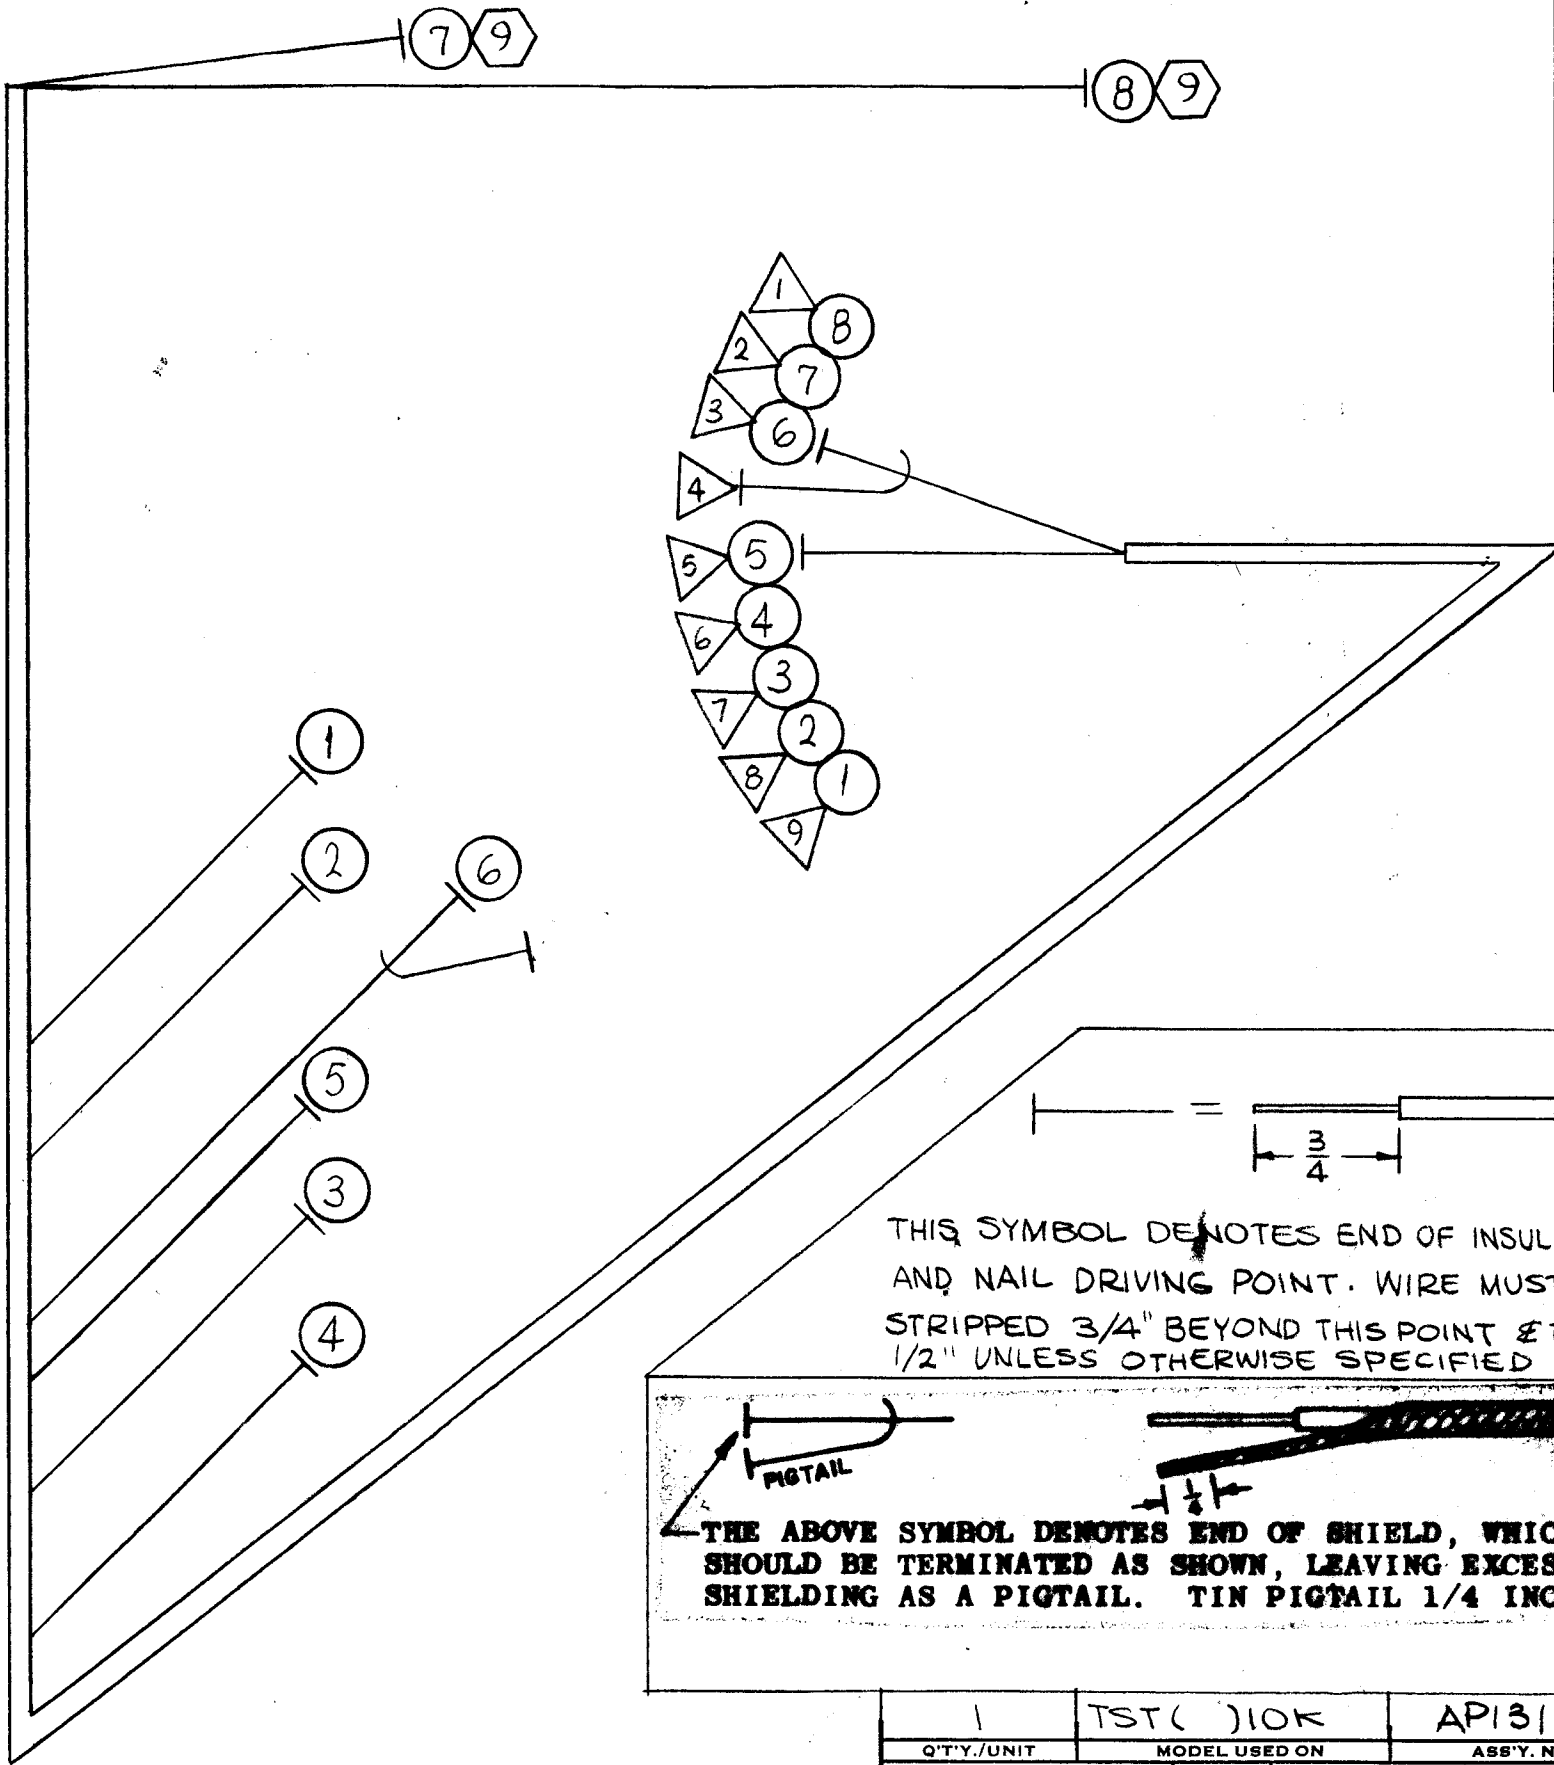 7 9
8 9
1
8
2
7
3
6
4
5
5
6
4
7
3
8
2
9
1
1
2
6
5
3
4
=
3/4
THIS SYMBOL DENOTES END OF INSUL
AND NAIL DRIVING POINT. WIRE MUST
STRIPPED 3/4" BEYOND THIS POINT & T
1/2" UNLESS OTHERWISE SPECIFIED
PIGTAIL
1/4
THE ABOVE SYMBOL DENOTES END OF SHIELD, WHIC
SHOULD BE TERMINATED AS SHOWN, LEAVING EXCES
SHIELDING AS A PIGTAIL. TIN PIGTAIL 1/4 INC
1 TST( )10K AP131
Q'T'Y./UNIT MODEL USED ON ASS'Y. N